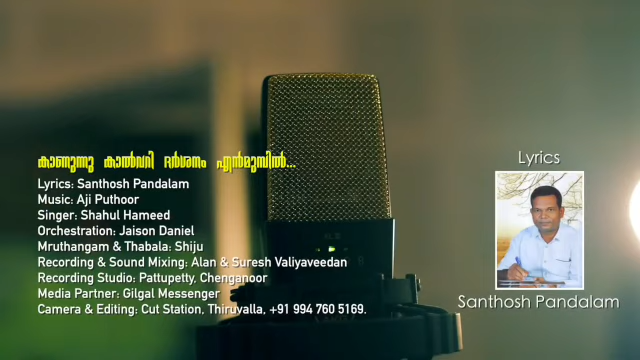 കാണുന്നു കാൽവറി ദർശനം എൻമുമ്പിൽ...
Lyrics: Santhosh Pandalam
Music: Aji Puthoor
Singer: Shahul Hameed
Orchestration: Jaison Daniel
Mruthangam & Thabala: Shiju
Recording & Sound Mixing: Alan & Suresh Valiyaveedan
Recording Studio: Pattupetty, Chenganoor
Media Partner: Gilgal Messenger
Camera & Editing: Cut Station, Thiruvalla, +91 994 760 5169.
Lyrics
Santhosh Pandalam